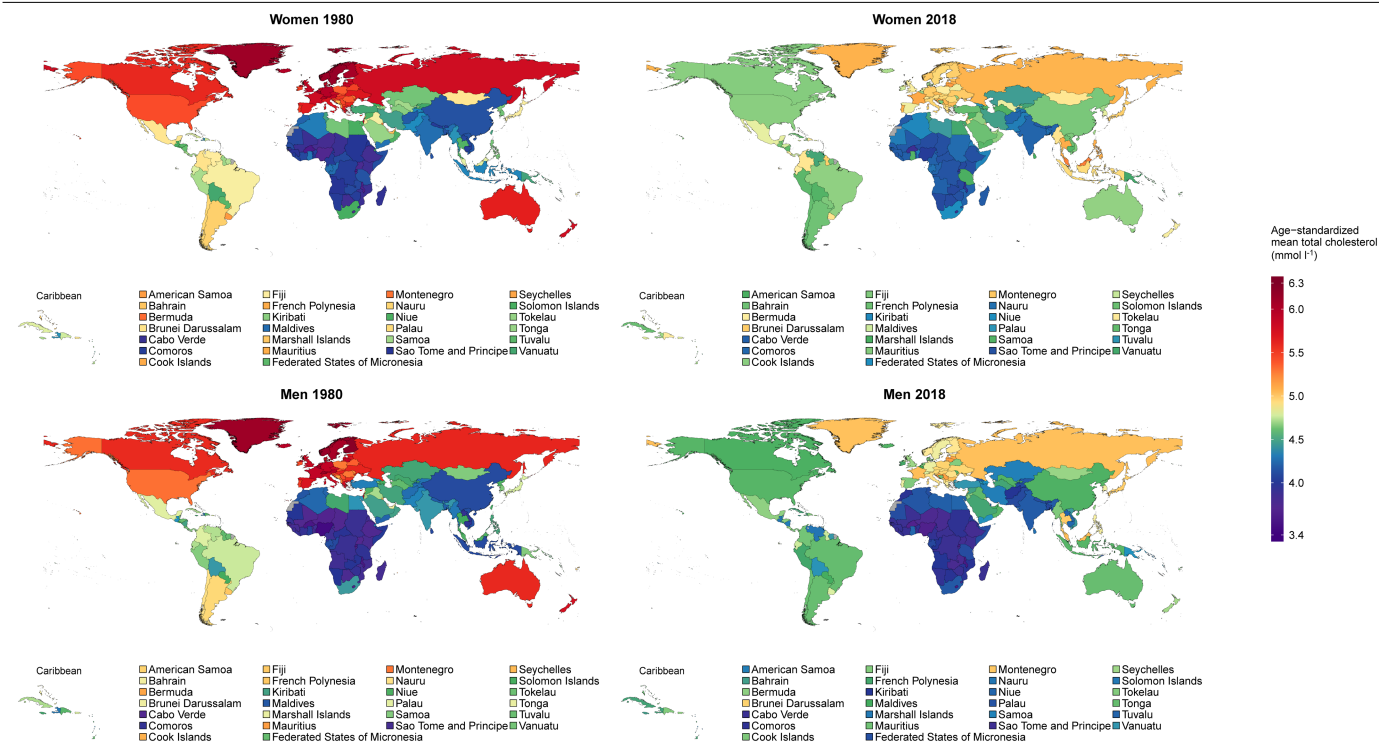 Women 1980
Women 2018
Age−standardized
mean total cholesterol
(mmol l-1)
6.3
6.0
5.5
5.0
4.5
4.0
3.4
Caribbean
American Samoa
Bahrain
Bermuda
Brunei Darussalam
Cabo Verde
Comoros
Cook Islands
Fiji
French Polynesia
Kiribati
Maldives
Marshall Islands
Mauritius
Federated States of Micronesia
Montenegro
Nauru
Niue
Palau
Samoa
Sao Tome and Principe
Seychelles
Solomon Islands
Tokelau
Tonga
Tuvalu
Vanuatu
Caribbean
American Samoa
Bahrain
Bermuda
Brunei Darussalam
Cabo Verde
Comoros
Cook Islands
Fiji
French Polynesia
Kiribati
Maldives
Marshall Islands
Mauritius
Federated States of Micronesia
Montenegro
Nauru
Niue
Palau
Samoa
Sao Tome and Principe
Seychelles
Solomon Islands
Tokelau
Tonga
Tuvalu
Vanuatu
Men 1980
Men 2018
Caribbean
American Samoa
Bahrain
Bermuda
Brunei Darussalam
Cabo Verde
Comoros
Cook Islands
Fiji
French Polynesia
Kiribati
Maldives
Marshall Islands
Mauritius
Federated States of Micronesia
Montenegro
Nauru
Niue
Palau
Samoa
Sao Tome and Principe
Seychelles
Solomon Islands
Tokelau
Tonga
Tuvalu
Vanuatu
Caribbean
American Samoa
Bahrain
Bermuda
Brunei Darussalam
Cabo Verde
Comoros
Cook Islands
Fiji
French Polynesia
Kiribati
Maldives
Marshall Islands
Mauritius
Federated States of Micronesia
Montenegro
Nauru
Niue
Palau
Samoa
Sao Tome and Principe
Seychelles
Solomon Islands
Tokelau
Tonga
Tuvalu
Vanuatu